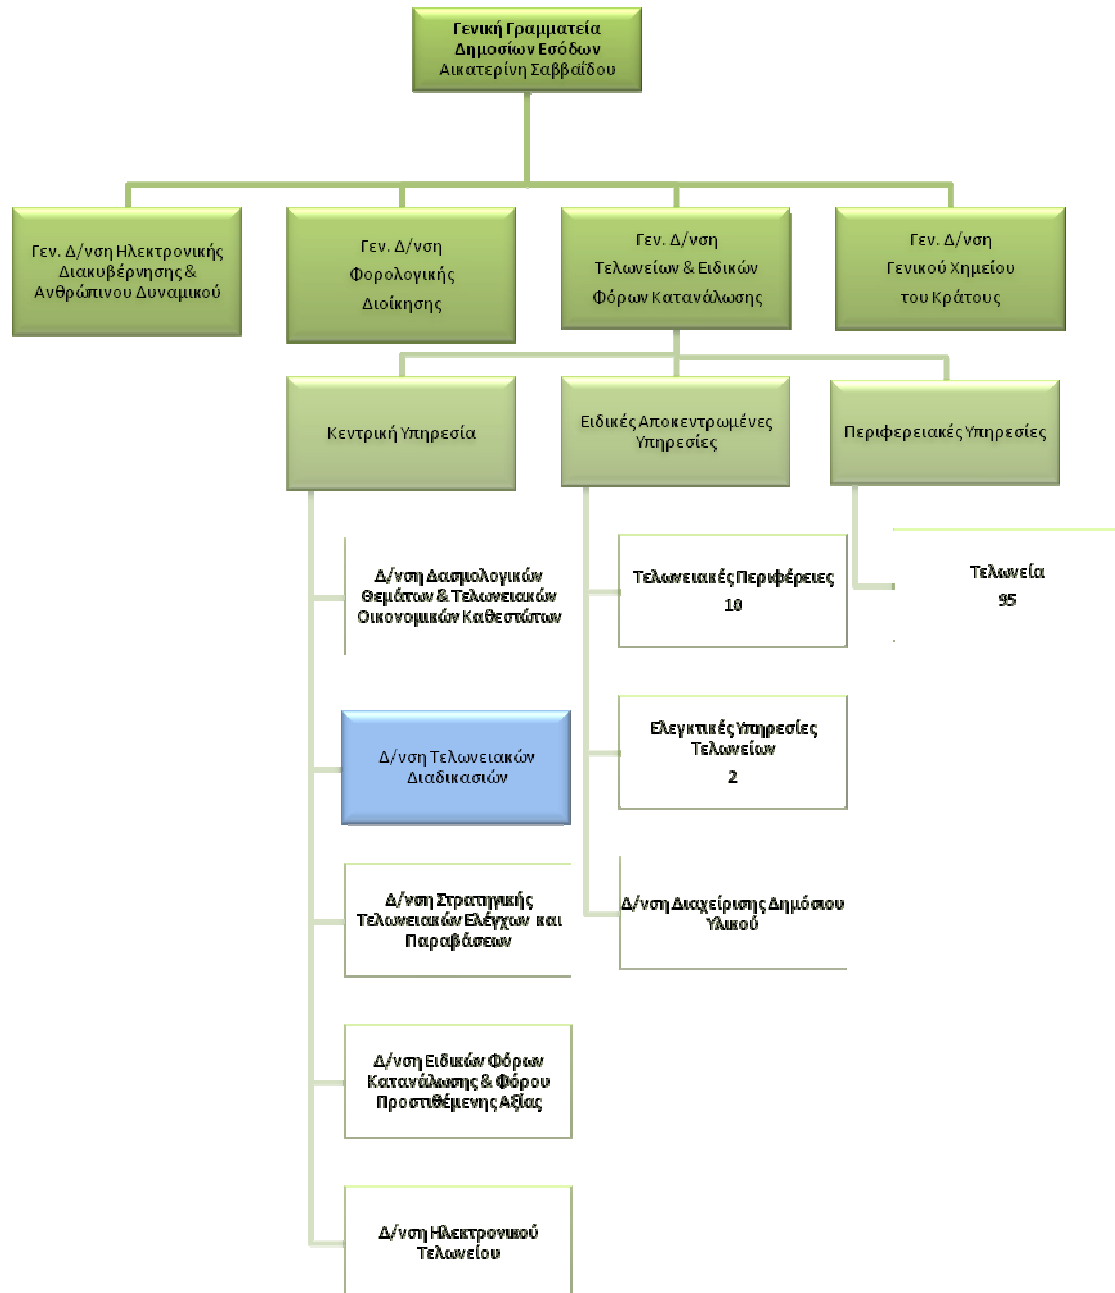 Γενική Γραμματεία
Δημοσίων Εσόδων
Αικατερίνη Σαββαΐδου
Γεν. Δ/νση Ηλεκτρονικής
Διακυβέρνησης &
Ανθρώπινου Δυναμικού
Γεν. Δ/νση
Φορολογικής
Διοίκησης
Γεν. Δ/νση
Τελωνείων & Ειδικών
Φόρων Κατανάλωσης
Γεν. Δ/νση
Γενικού Χημείου
του Κράτους
Κεντρική Υπηρεσία
Ειδικές Αποκεντρωμένες
Υπηρεσίες
Περιφερειακές Υπηρεσίες
Δ/νση Δασμολογικών
Θεμάτων & Τελωνειακών
Οικονομικών Καθεστώτων
Τελωνειακές Περιφέρειες
10
Τελωνεία
95
Δ/νση Τελωνειακών
Διαδικασιών
Ελεγκτικές Υπηρεσίες
Τελωνείων
2
Δ/νση Στρατηγικής
Τελωνειακών Ελέγχων και
Παραβάσεων
Δ/νση Διαχείρισης Δημόσιου
Υλικού
Δ/νση Ειδικών Φόρων
Κατανάλωσης & Φόρου
Προστιθέμενης Αξίας
Δ/νση Ηλεκτρονικού
Τελωνείου